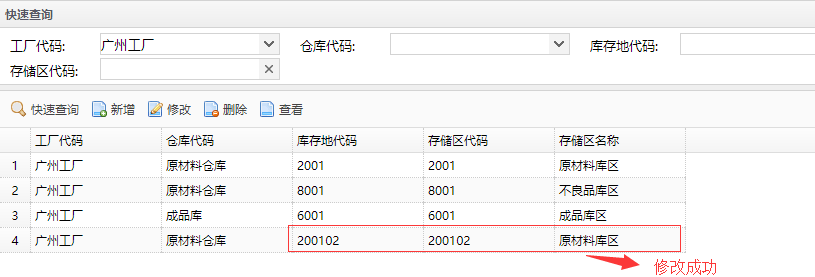 快速查询
工厂代码: 广州工厂 仓库代码: 库存地代码:
存储区代码:
快速查询 新增 修改 删除 查看
工厂代码 仓库代码 库存地代码 存储区代码 存储区名称
1 广州工厂 原材料仓库 2001 2001 原材料库区
2 广州工厂 原材料仓库 8001 8001 不良品库区
3 广州工厂 成品库 6001 6001 成品库区
4 广州工厂 原材料仓库 200102 200102 原材料库区
修改成功